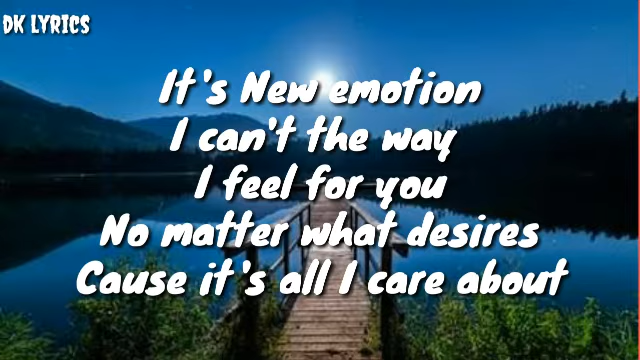 DK LYRICS
It's New emotion
I can't the way
I feel for you
No matter what desires
Cause it's all I care about